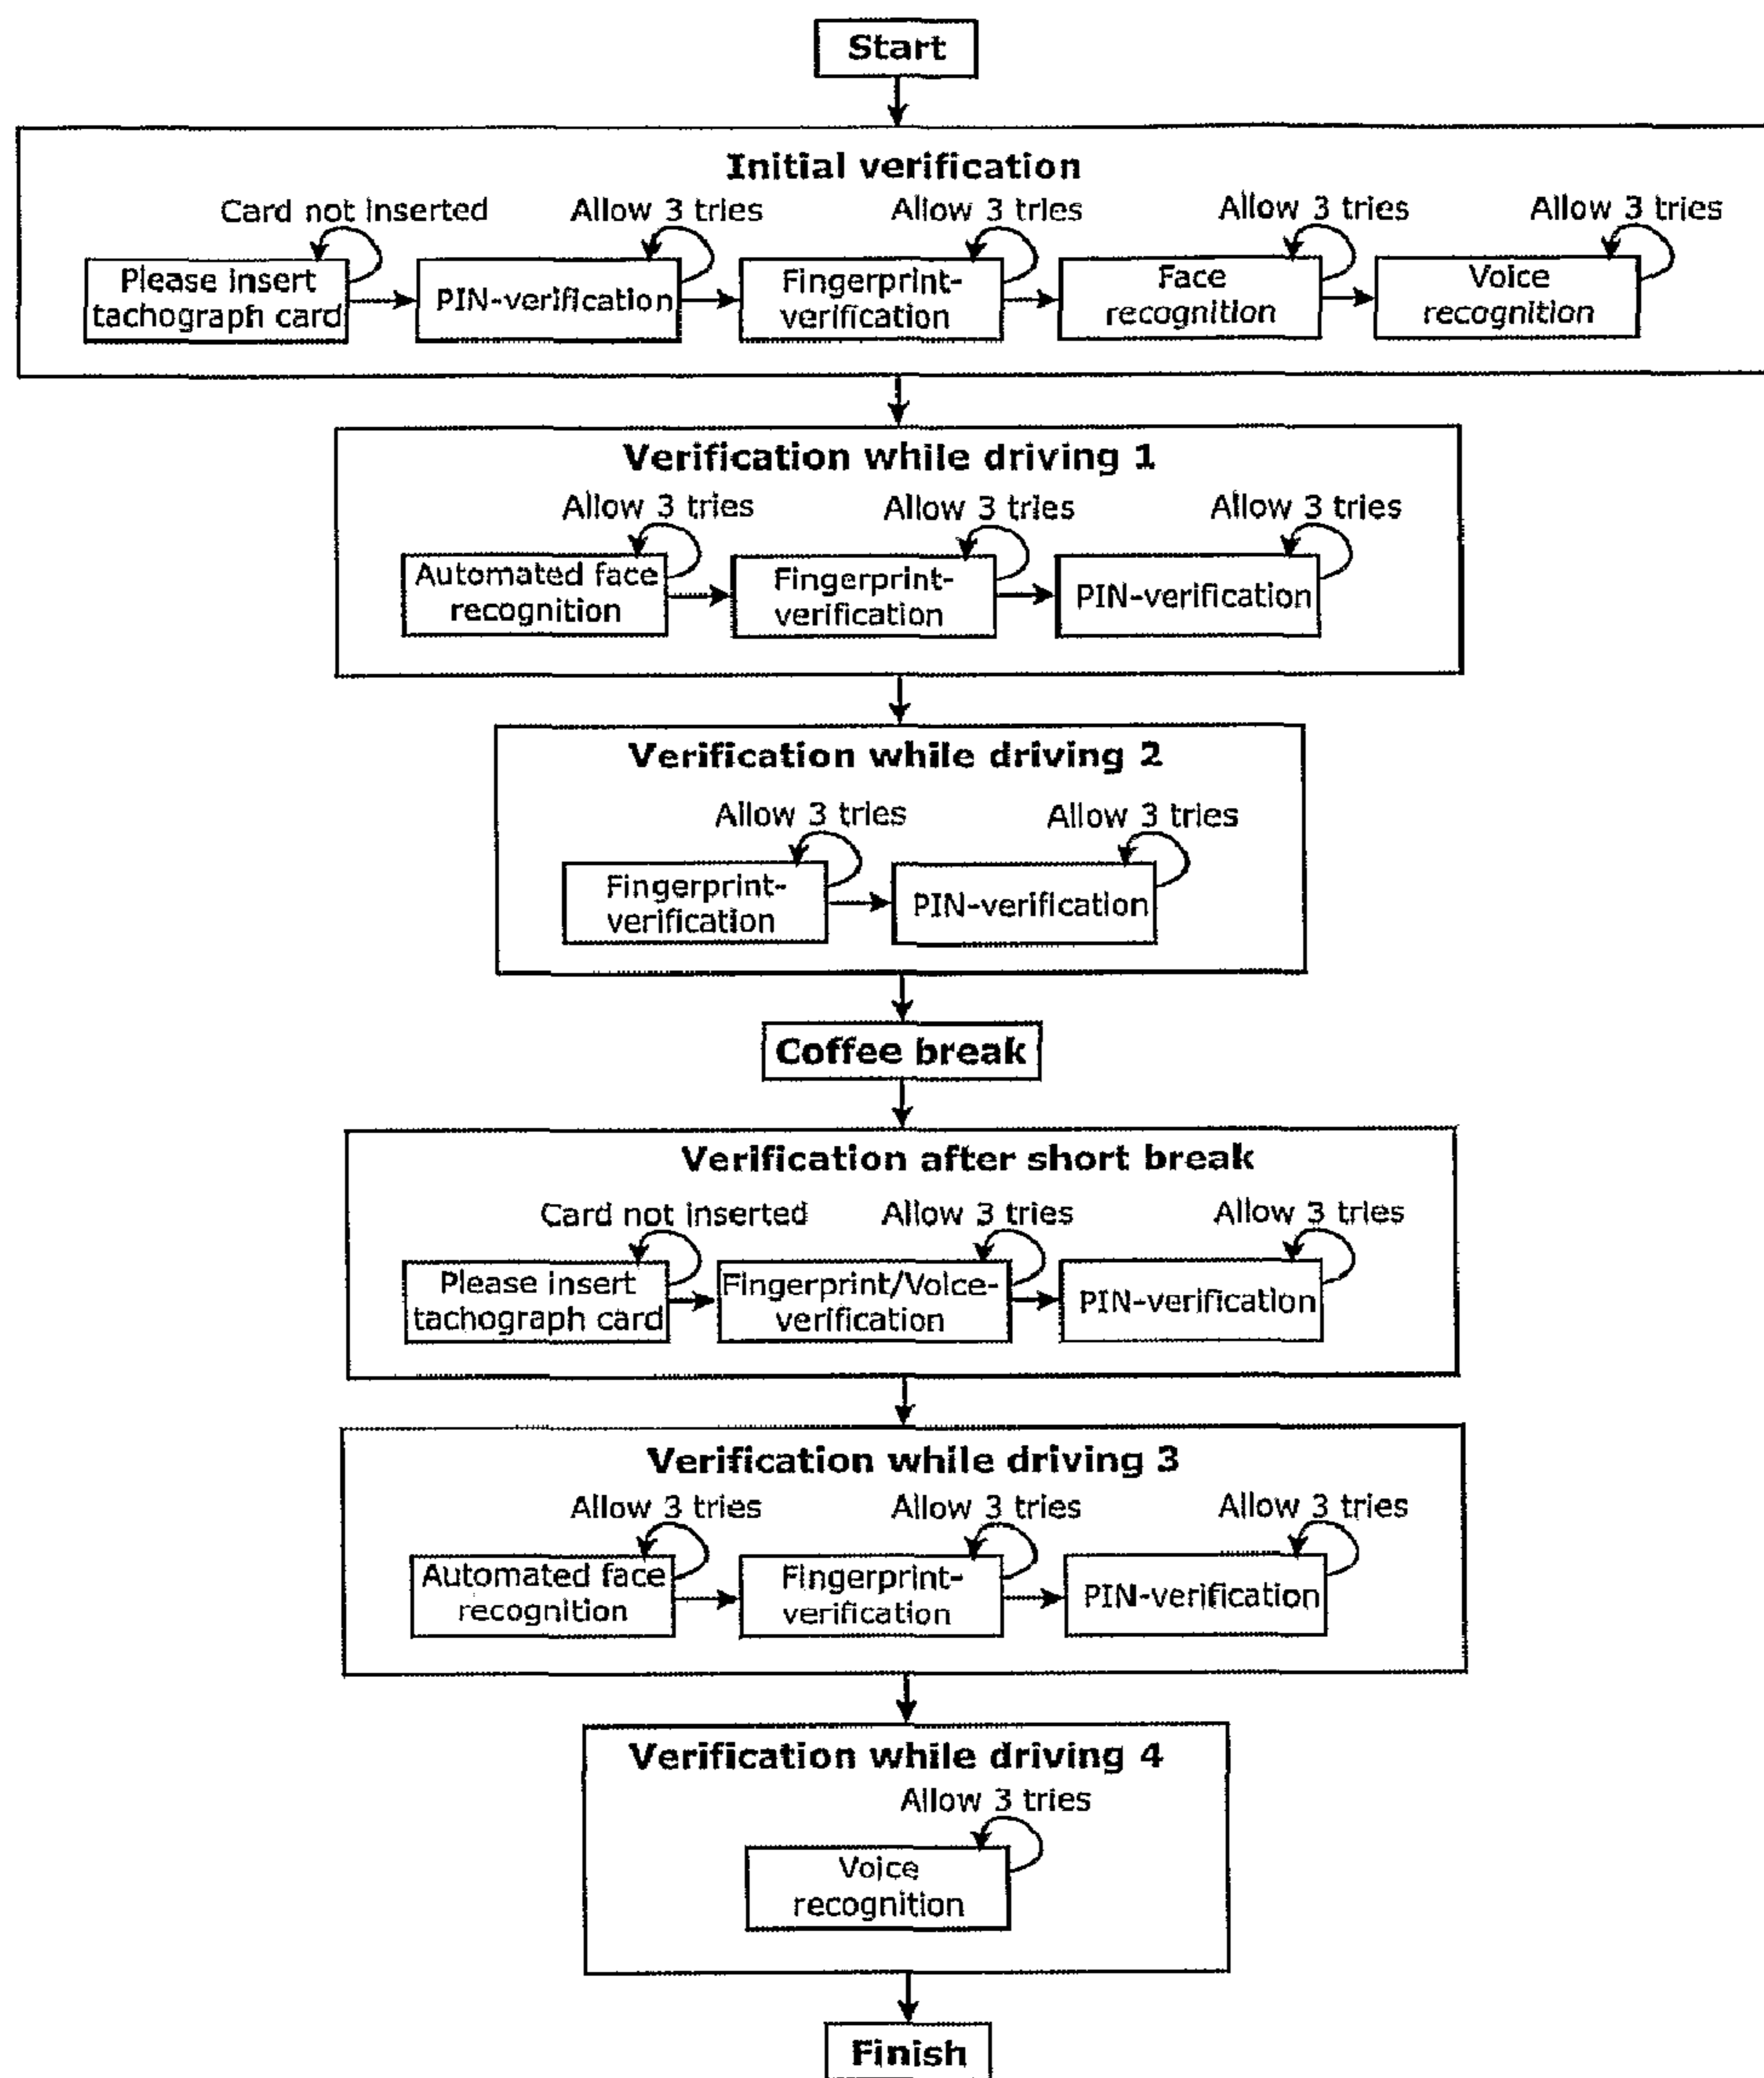 Start
Initial verification
Card not inserted
Allow 3 tries
Allow 3 tries
Allow 3 tries
Allow 3 tries
Please insert
tachograph card
PIN-verification
Fingerprint-
verification
Face
recognition
Voice
recognition
Verification while driving 1
Allow 3 tries
Allow 3 tries
Allow 3 tries
Automated face
recognition
Fingerprint-
verification
PIN-verification
Verification while driving 2
Allow 3 tries
Allow 3 tries
Fingerprint-
verification
PIN-verification
Coffee break
Verification after short break
Card not inserted
Allow 3 tries
Allow 3 tries
Please insert
tachograph card
Fingerprint/Voice-
verification
PIN-verification
Verification while driving 3
Allow 3 tries
Allow 3 tries
Allow 3 tries
Automated face
recognition
Fingerprint-
verification
PIN-verification
Verification while driving 4
Allow 3 tries
Voice
recognition
Finish